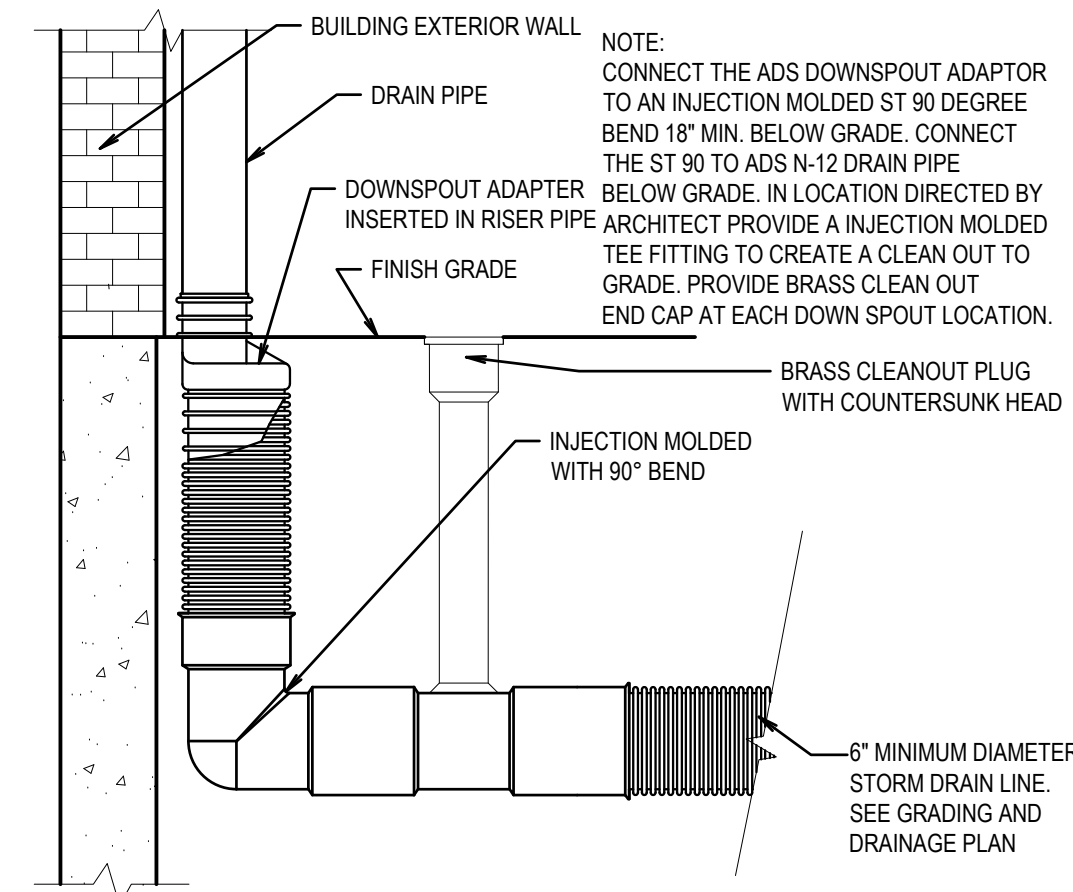 BUILDING EXTERIOR WALL
DRAIN PIPE
DOWNSPOUT ADAPTER
INSERTED IN RISER PIPE
FINISH GRADE
NOTE:
CONNECT THE ADS DOWNSPOUT ADAPTOR
TO AN INJECTION MOLDED ST 90 DEGREE
BEND 18" MIN. BELOW GRADE. CONNECT
THE ST 90 TO ADS N-12 DRAIN PIPE
BELOW GRADE. IN LOCATION DIRECTED BY
ARCHITECT PROVIDE A INJECTION MOLDED
TEE FITTING TO CREATE A CLEAN OUT TO
GRADE. PROVIDE BRASS CLEAN OUT
END CAP AT EACH DOWN SPOUT LOCATION.
BRASS CLEANOUT PLUG
WITH COUNTERSUNK HEAD
INJECTION MOLDED
WITH 90° BEND
6" MINIMUM DIAMETER
STORM DRAIN LINE.
SEE GRADING AND
DRAINAGE PLAN